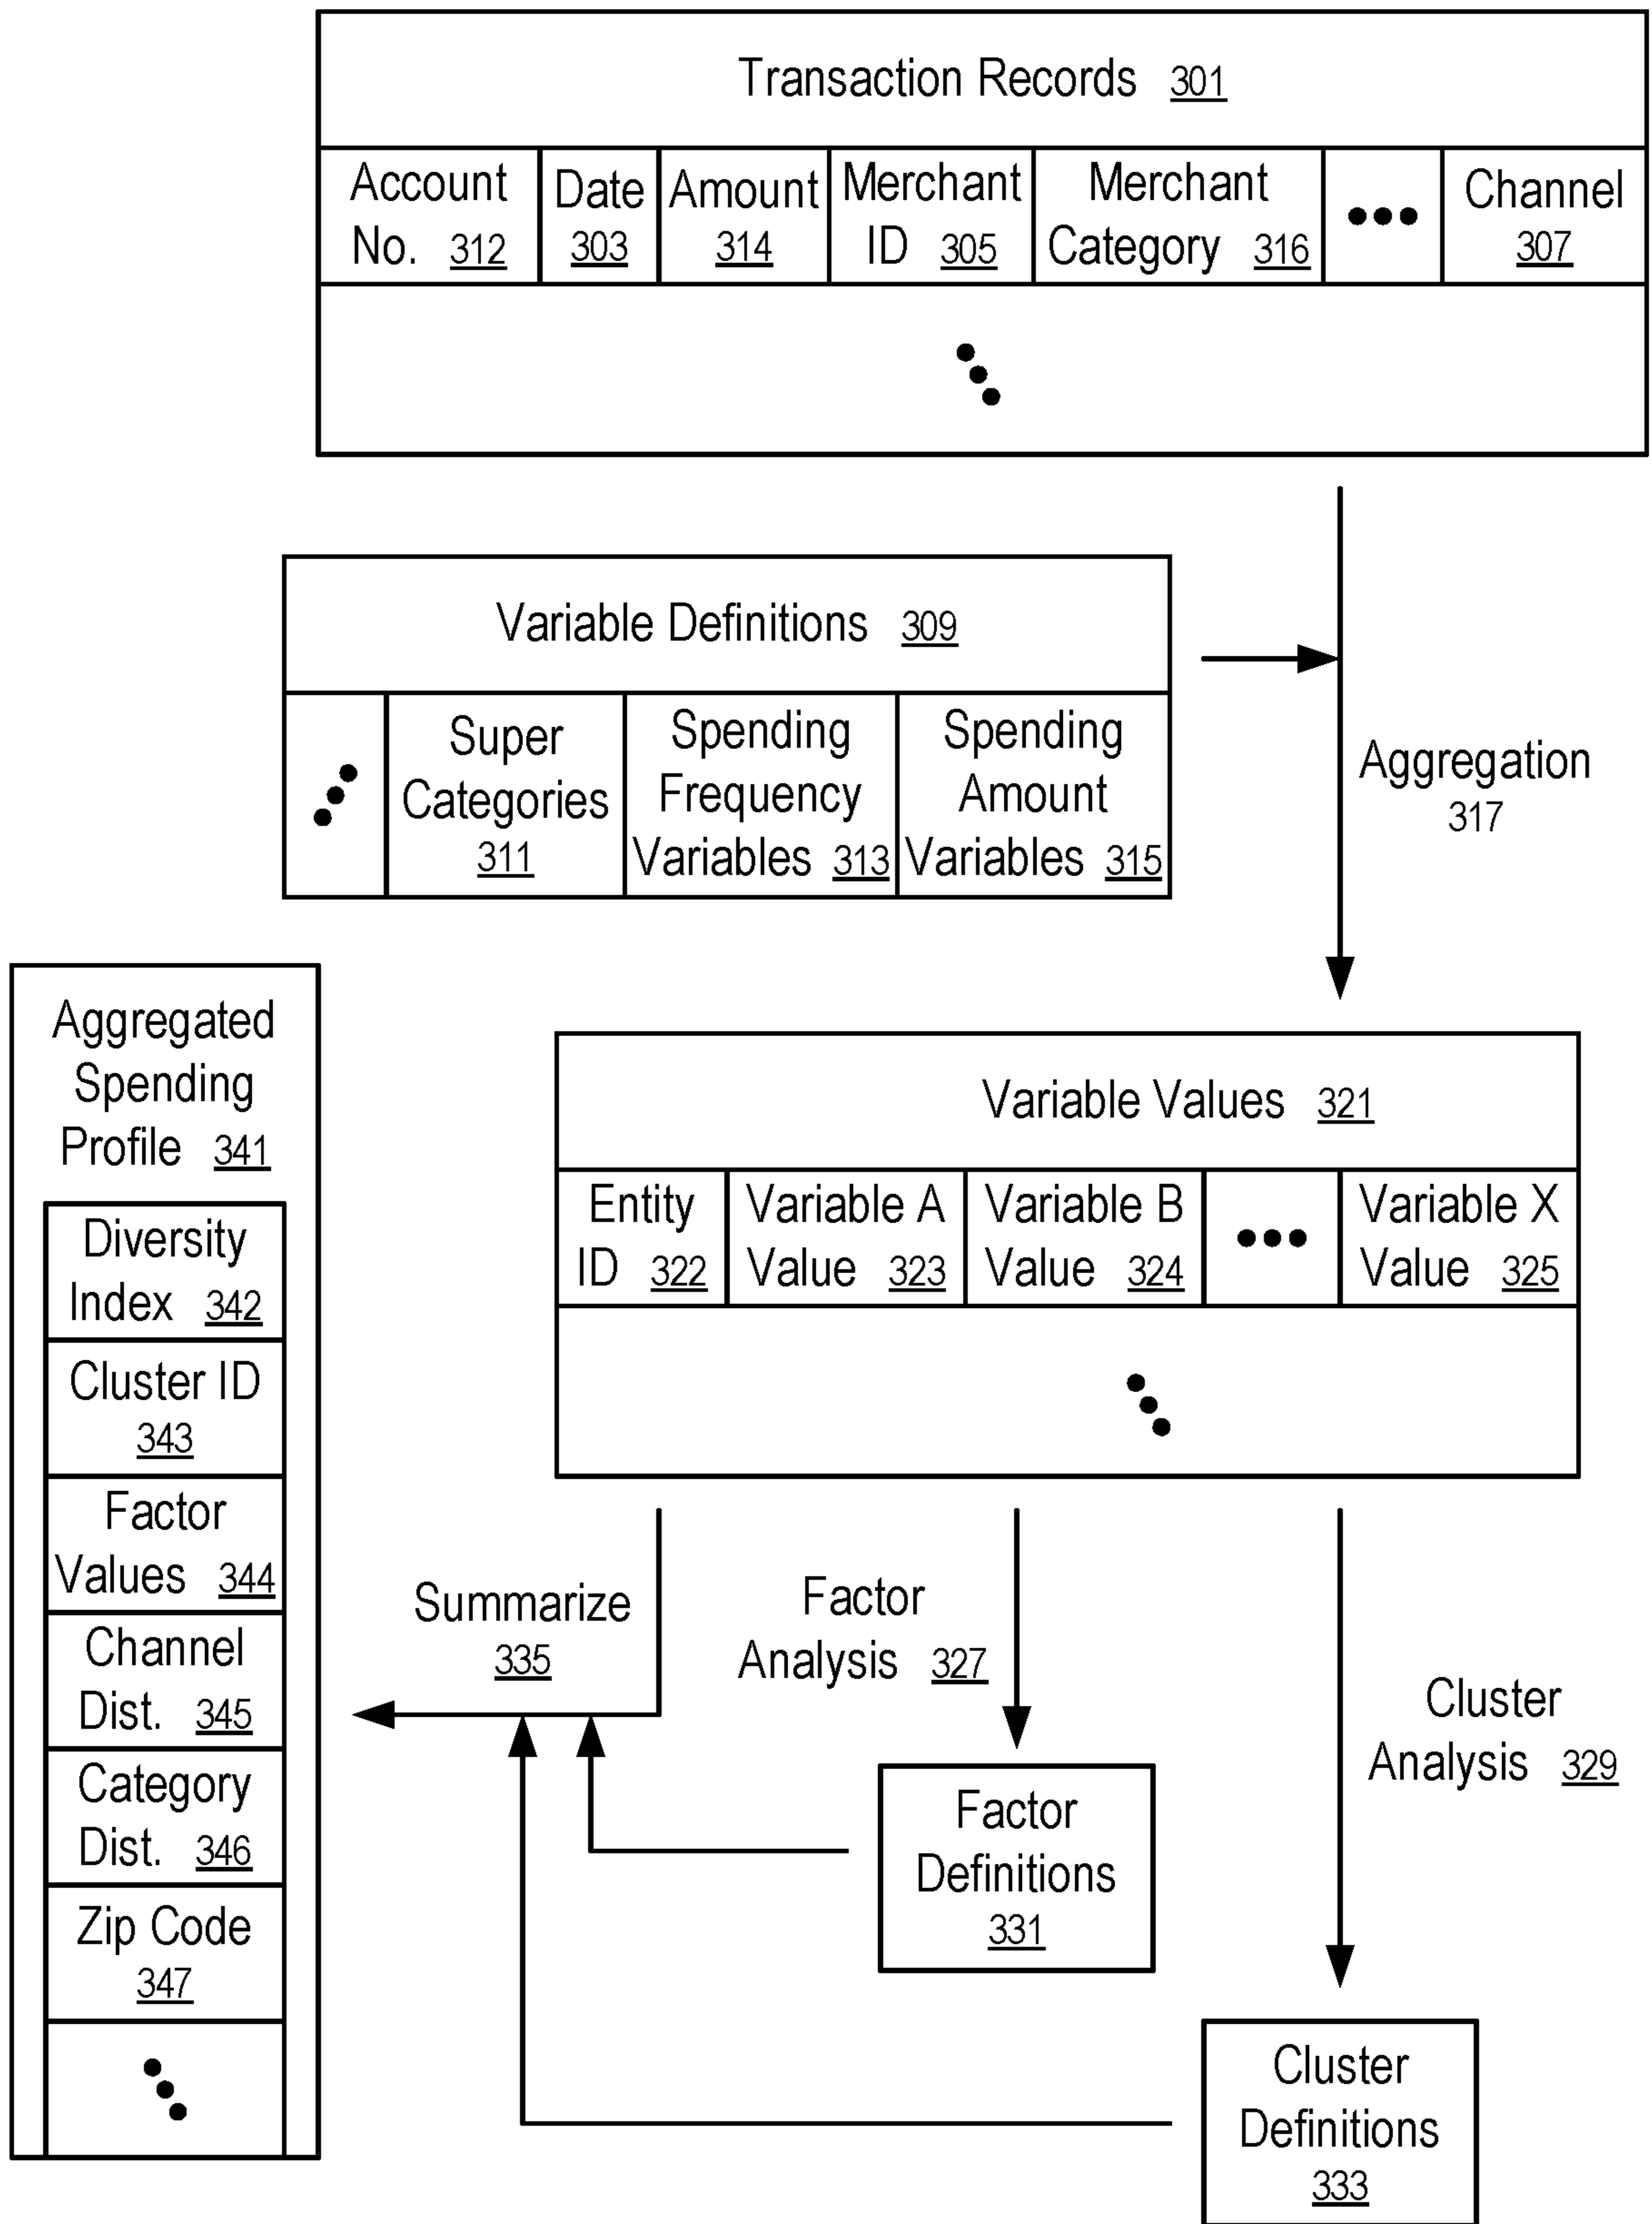 Transaction Records 301
Account
No. 312
Date
303
Amount
314
Merchant
ID 305
Merchant
Category 316
Channel
307
Variable Definitions 309
Super
Categories
311
Spending
Frequency
Variables 313
Spending
Amount
Variables 315
Aggregation
317
Aggregated
Spending
Profile 341
Diversity
Index 342
Cluster ID
343
Factor
Values 344
Channel
Dist. 345
Category
Dist. 346
Zip Code
347
Variable Values 321
Entity
ID 322
Variable A
Value 323
Variable B
Value 324
Variable X
Value 325
Summarize
335
Factor
Analysis 327
Cluster
Analysis 329
Factor
Definitions
331
Cluster
Definitions
333